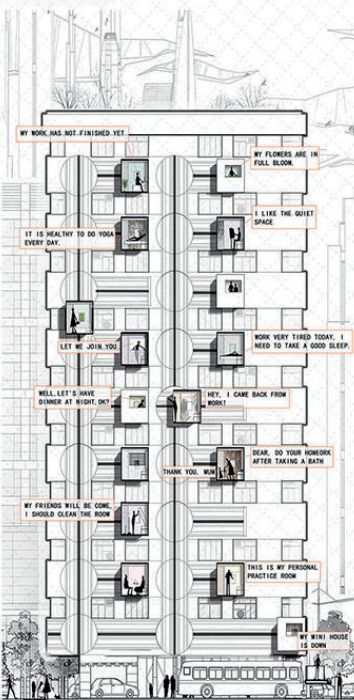 MY WORK HAS NOT FINISHED YET
MY FLOWERS ARE IN
FULL BLOOM.
I LIKE THE QUIET
SPACE
IT IS HEALTHY TO DO YOGA
EVERY DAY.
LET ME JOIN YOU
WORK VERY TIRED TODAY, I
NEED TO TAKE A GOOD SLEEP.
WELL,LET'S HAVE
DINNER AT NIGHT,OK?
HEY, I CAME BACK FROM
WORK!
DEAR, DO YOUR HOMEORK
AFTER TAKING A BATH
THANK YOU, MUM
MY FRIENDS WILL BE COME,
I SHOULD CLEAN THE ROOM
THIS IS MY PERSONAL
PRACTICE ROOM
MY MINI HOUSE
IS DOWN